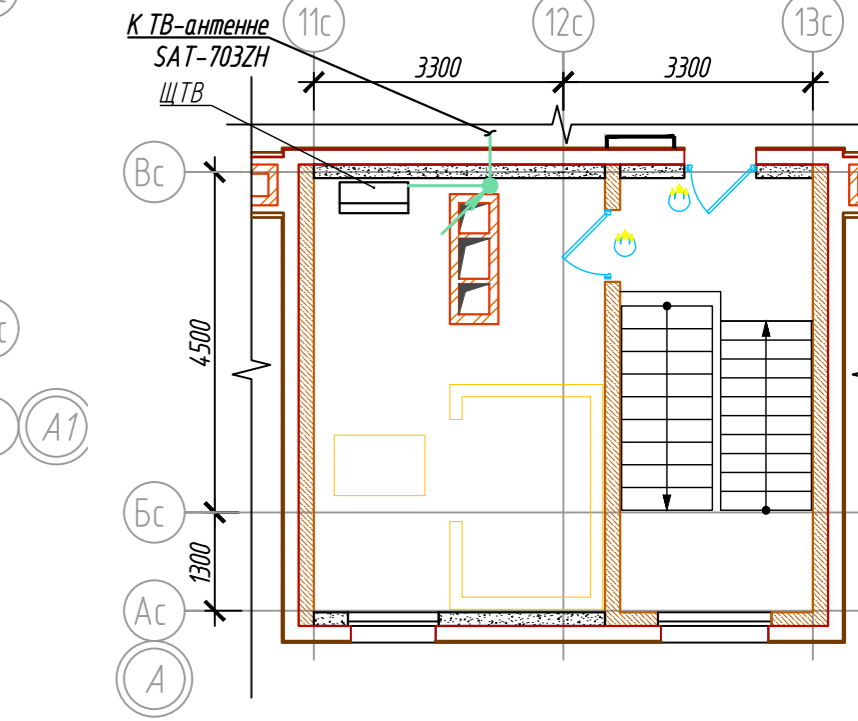 К ТВ-антенне
SAT-703ZH
ЩТВ
11с
12с
13с
3300
3300
Вс
4500
с
А1
Бс
1300
Ас
А